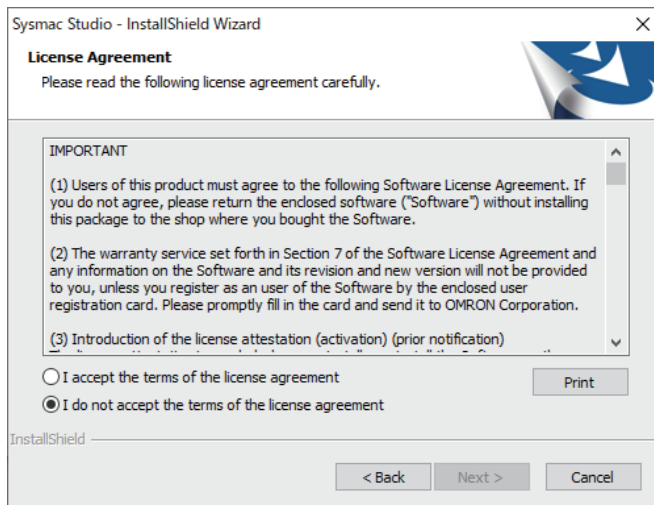 Sysmac Studio - InstallShield Wizard
License Agreement
Please read the following license agreement carefully.
IMPORTANT
(1) Users of this product must agree to the following Software License Agreement. If
you do not agree, please return the enclosed software ("Software") without installing
this package to the shop where you bought the Software.
(2) The warranty service set forth in Section 7 of the Software License Agreement and
any information on the Software and its revision and new version will not be provided
to you, unless you register as an user of the Software by the enclosed user
registration card. Please promptly fill in the card and send it to OMRON Corporation.
(3) Introduction of the license attestation (activation) (prior notification)
I accept the terms of the license agreement
Print
I do not accept the terms of the license agreement
InstallShield
< Back
Next >
Cancel